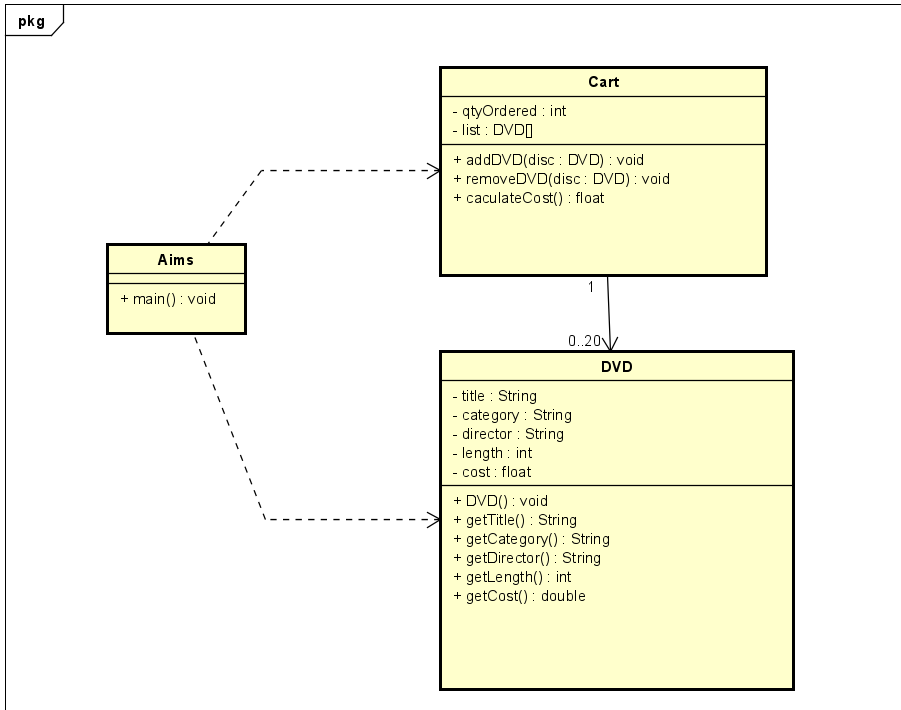 pkg
Cart
- qtyOrdered : int
- list : DVD[]
+ addDVD(disc : DVD) : void
+ removeDVD(disc : DVD) : void
+ caculateCost() : float
Aims
+ main() : void
1
0..20
DVD
- title : String
- category : String
- director : String
- length : int
- cost : float
+ DVD() : void
+ getTitle() : String
+ getCategory() : String
+ getDirector() : String
+ getLength() : int
+ getCost() : double